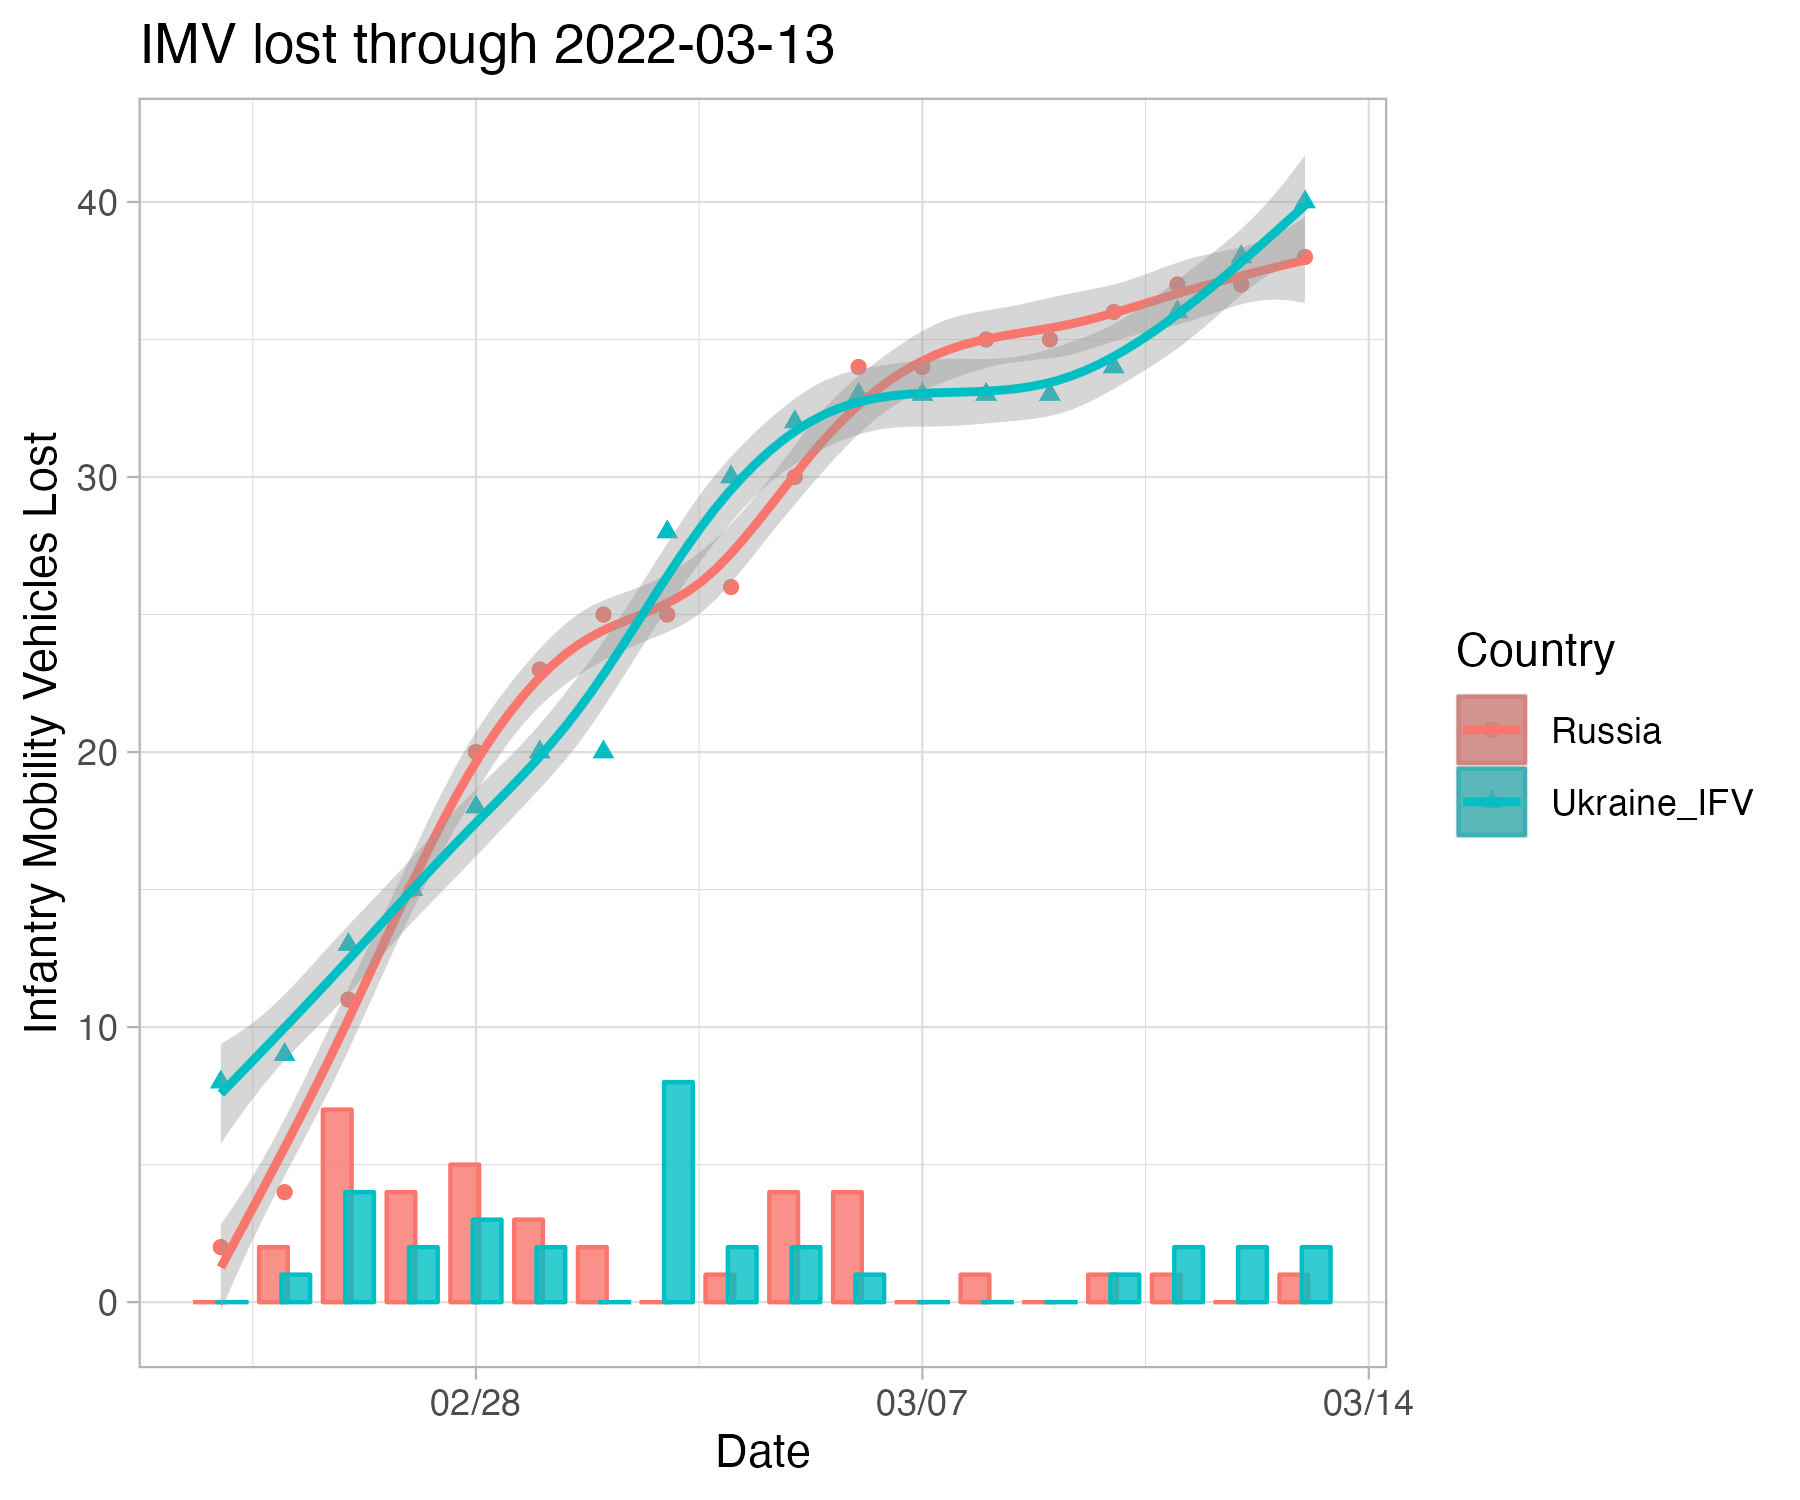 IMV lost through 2022-03-13
Infantry Mobility Vehicles Lost
40
30
20
10
0
02/28
03/07
03/14
Date
Country
Russia
Ukraine_IFV